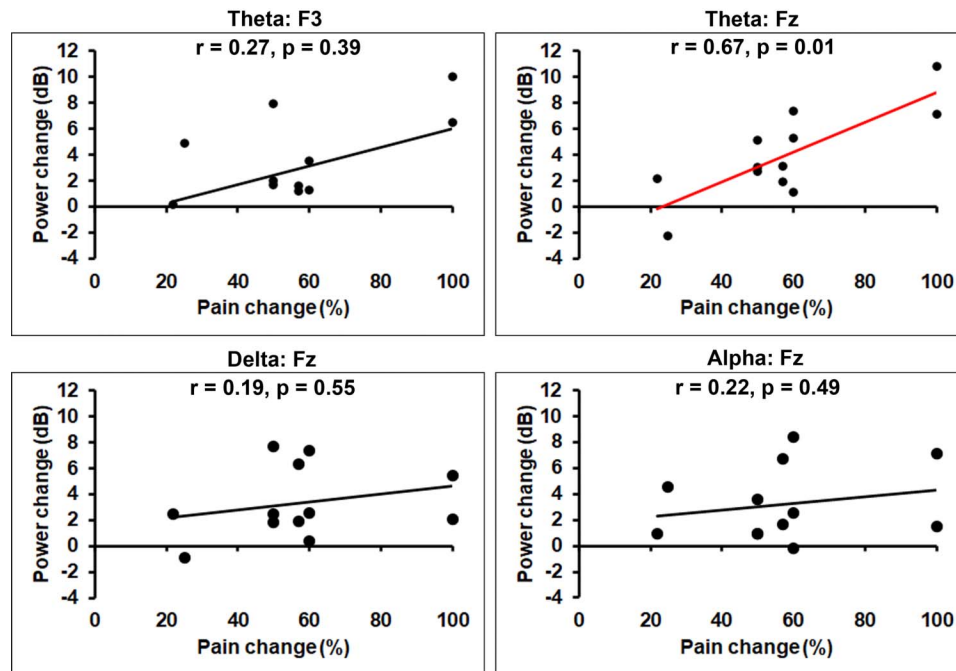 Theta: F3
r = 0.27, p = 0.39
Power change (dB)
12
10
8
6
4
2
0
-2
-4
0 20 40 60 80 100
Pain change (%)
Theta: Fz
r = 0.67, p = 0.01
Power change (dB)
12
10
8
6
4
2
0
-2
-4
0 20 40 60 80 100
Pain change (%)
Delta: Fz
r = 0.19, p = 0.55
Power change (dB)
12
10
8
6
4
2
0
-2
-4
0 20 40 60 80 100
Pain change (%)
Alpha: Fz
r = 0.22, p = 0.49
Power change (dB)
12
10
8
6
4
2
0
-2
-4
0 20 40 60 80 100
Pain change (%)